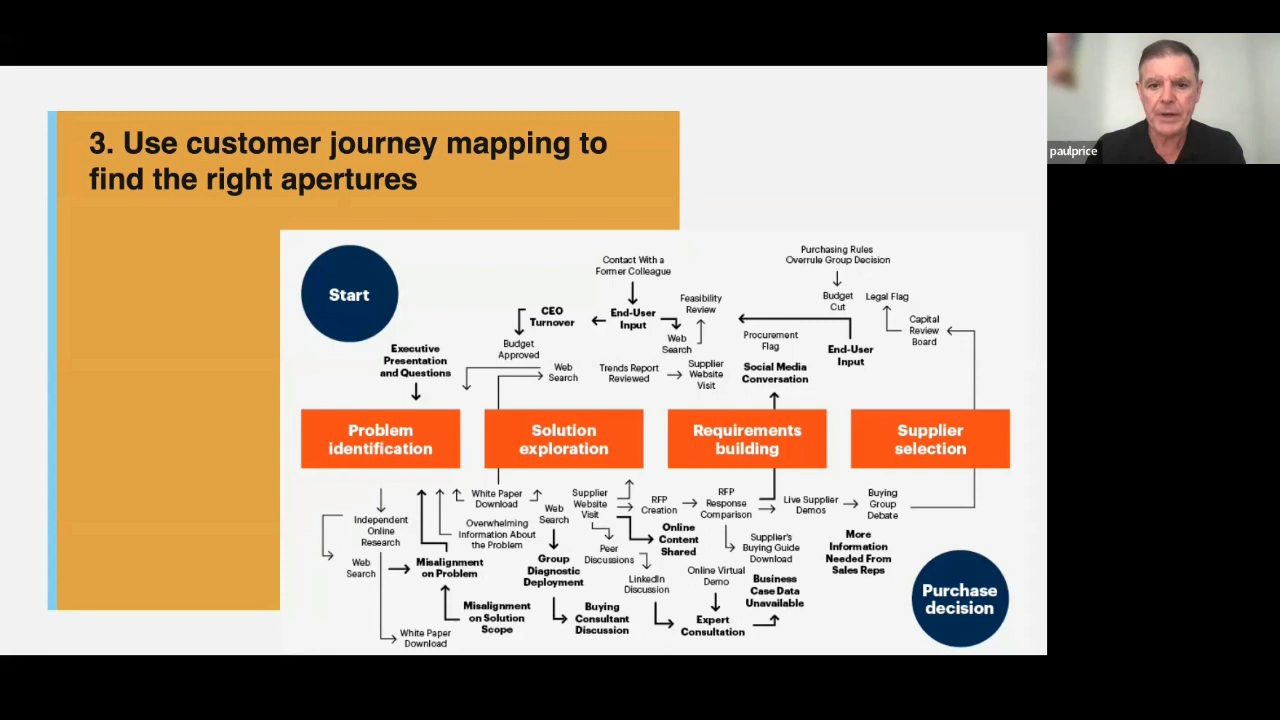 3. Use customer journey mapping to
find the right apertures
paulprice
Start
Contact With a
Former Colleague
Purchasing Rules
Overrule Group Decision
CEO
Turnover
End-User
Input
Feasibility
Review
Budget
Cut
Legal Flag
Budget
Approved
Web
Search
Procurement
Flag
Capital
Review
Board
Executive
Presentation
and Questions
Web
Search
Trends Report
Reviewed
Supplier
Website
Visit
Social Media
Conversation
End-User
Input
Problem
identification
Solution
exploration
Requirements
building
Supplier
selection
Independent
Online
Research
White Paper
Download
Overwhelming
Information About
the Problem
Web
Search
Supplier
Website
Visit
RFP
Creation
RFP
Response
Comparison
Live Supplier
Demos
Buying
Group
Debate
Web
Search
Misalignment
on Problem
Group
Diagnostic
Deployment
Peer
Discussions
Online
Content
Shared
Supplier's
Buying Guide
Download
More
Information
Needed From
Sales Reps
LinkedIn
Discussion
Online Virtual
Demo
Business
Case Data
Unavailable
Misalignment
on Solution
Scope
Buying
Consultant
Discussion
Expert
Consultation
White Paper
Download
Purchase
decision